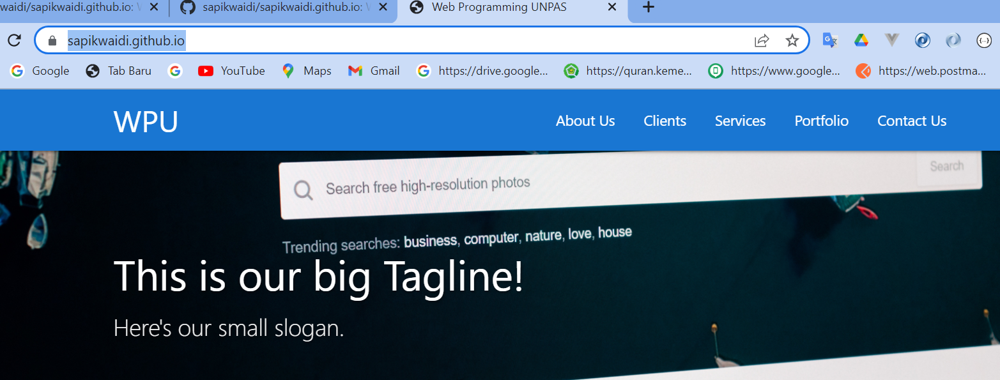 waidi/sapikwaidi.github.io: W
sapikwaidi/sapikwaidi.github.io: W
Web Programming UNPAS
sapikwaidi.github.io
Google
Tab Baru
YouTube
Maps
Gmail
https://drive.google...
https://quran.keme...
https://www.google...
https://web.postma...
WPU
About Us
Clients
Services
Portfolio
Contact Us
Search free high-resolution photos
Search
Trending searches: business, computer, nature, love, house
This is our big Tagline!
Here's our small slogan.